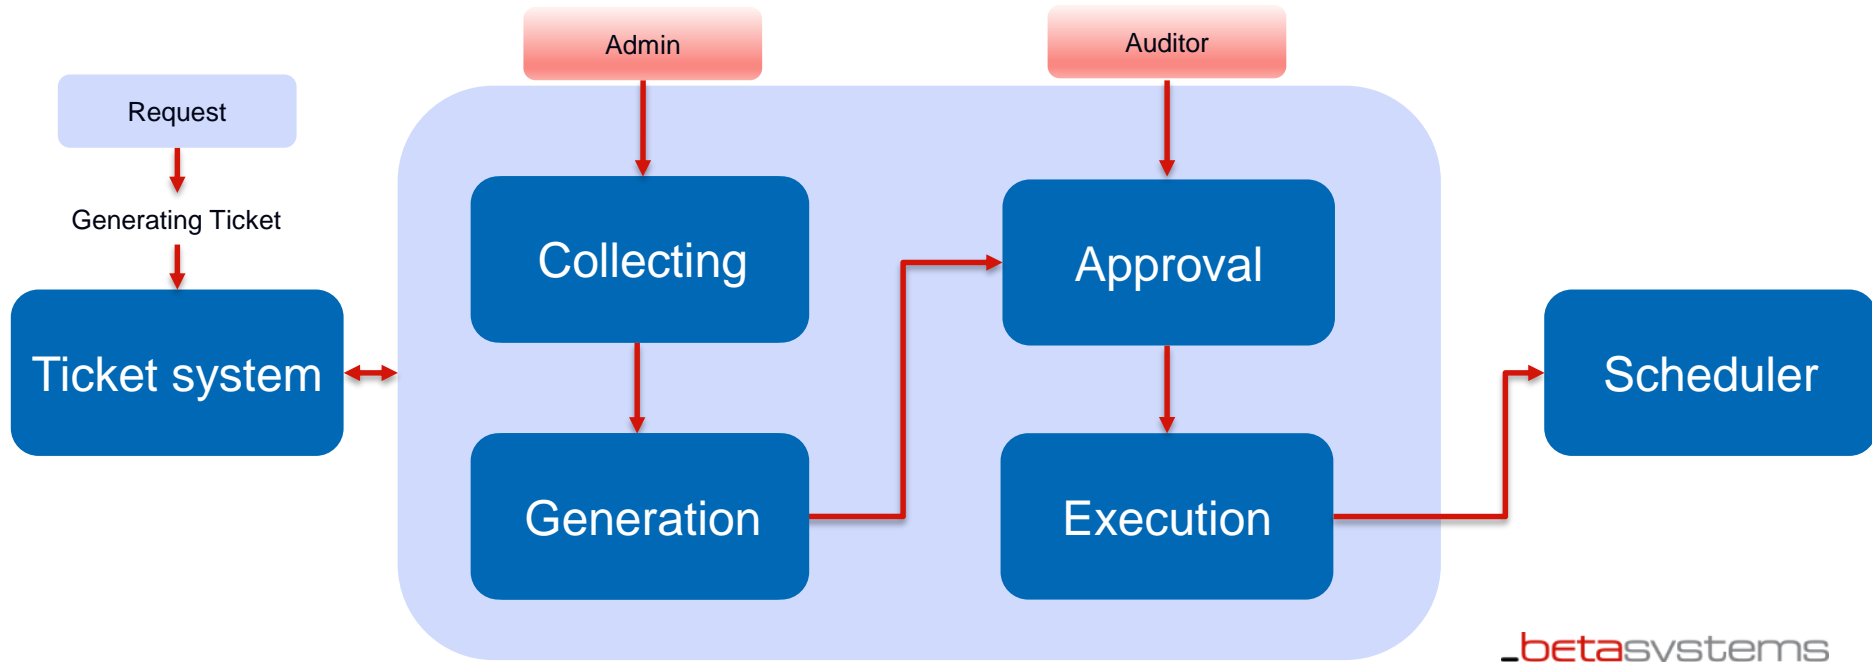 Admin
Auditor
Request
Generating Ticket
Collecting
Approval
Ticket system
Scheduler
Generation
Execution
_betasystems